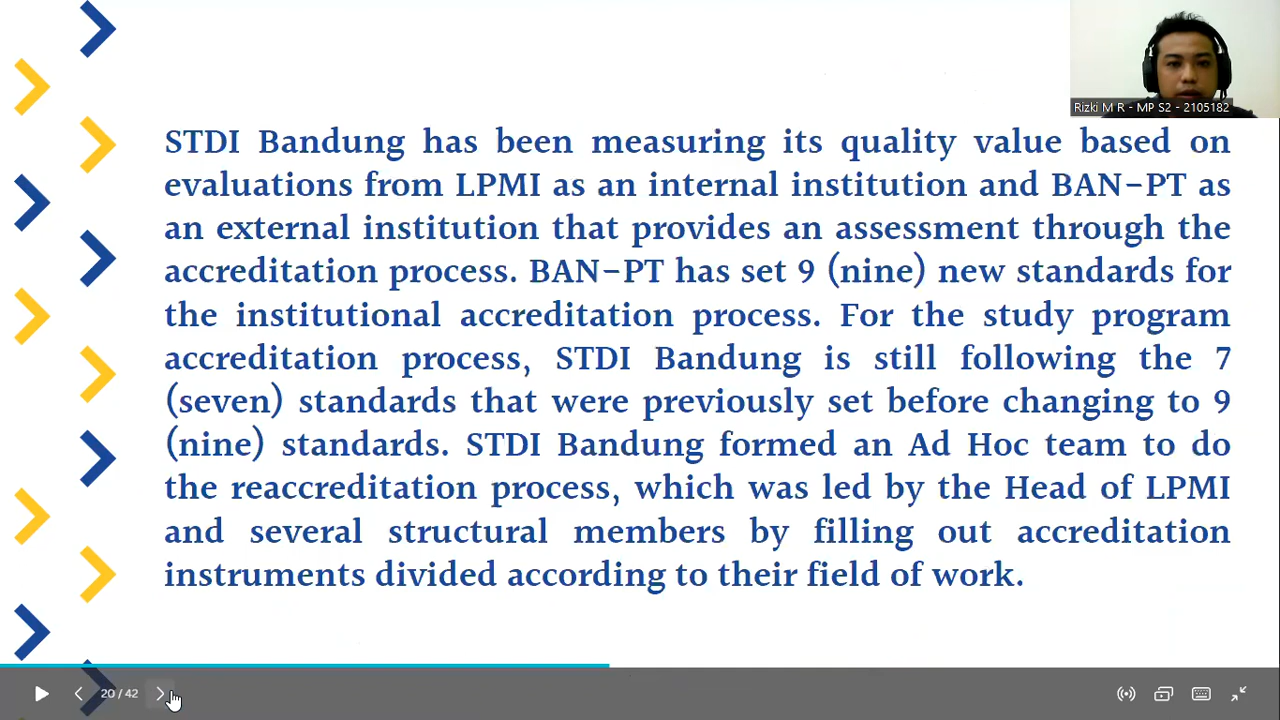 Rizki M R - MP S2 - 2105182
STDI Bandung has been measuring its quality value based on
evaluations from LPMI as an internal institution and BAN-PT as
an external institution that provides an assessment through the
accreditation process. BAN-PT has set 9 (nine) new standards for
the institutional accreditation process. For the study program
accreditation process, STDI Bandung is still following the 7
(seven) standards that were previously set before changing to 9
(nine) standards. STDI Bandung formed an Ad Hoc team to do
the reaccreditation process, which was led by the Head of LPMI
and several structural members by filling out accreditation
instruments divided according to their field of work.
20 / 42